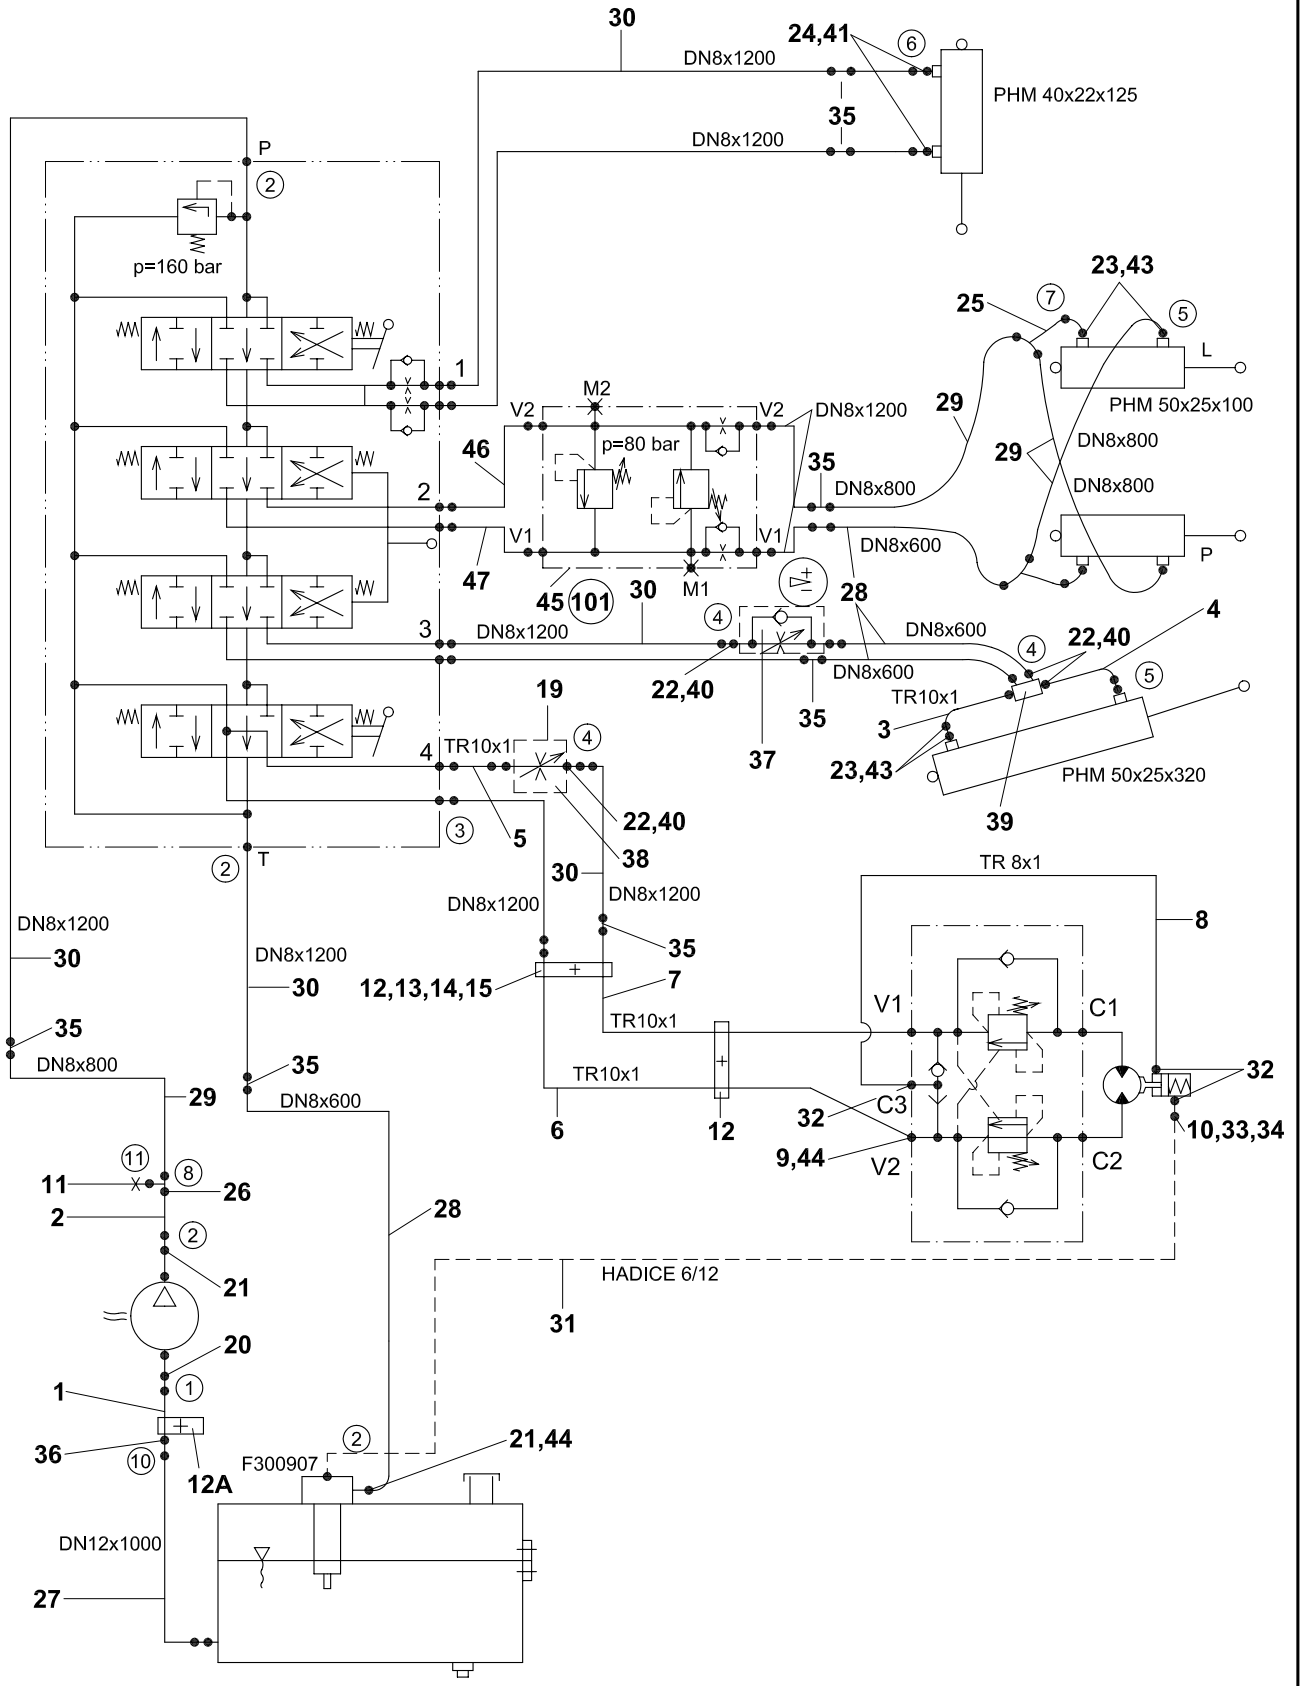 30
24,41
6
DN8x1200
PHM 40x22x125
35
DN8x1200
P
2
p=160 bar
23,43
25
7
5
L
1
M2
PHM 50x25x100
V2
V2
DN8x1200
29
p=80 bar
DN8x800
46
29
35
2
DN8x800
DN8x800
V1
V1
DN8x600
P
47
M1
45
101
30
28
4
3
DN8x1200
4
DN8x600
22,40
4
22,40
DN8x600
5
19
TR10x1
35
3
4
TR10x1
4
37
23,43
PHM 50x25x320
22,40
39
3
5
38
2
T
TR 8x1
30
DN8x1200
DN8x1200
DN8x1200
8
30
DN8x1200
35
30
12,13,14,15
7
V1
C1
TR10x1
35
DN8x800
35
TR10x1
32
29
DN8x600
32
C3
6
12
10,33,34
9,44
V2
C2
11
8
11
26
2
28
2
21
HADICE 6/12
31
20
1
1
36
10
12A
F300907
2
21,44
DN12x1000
27